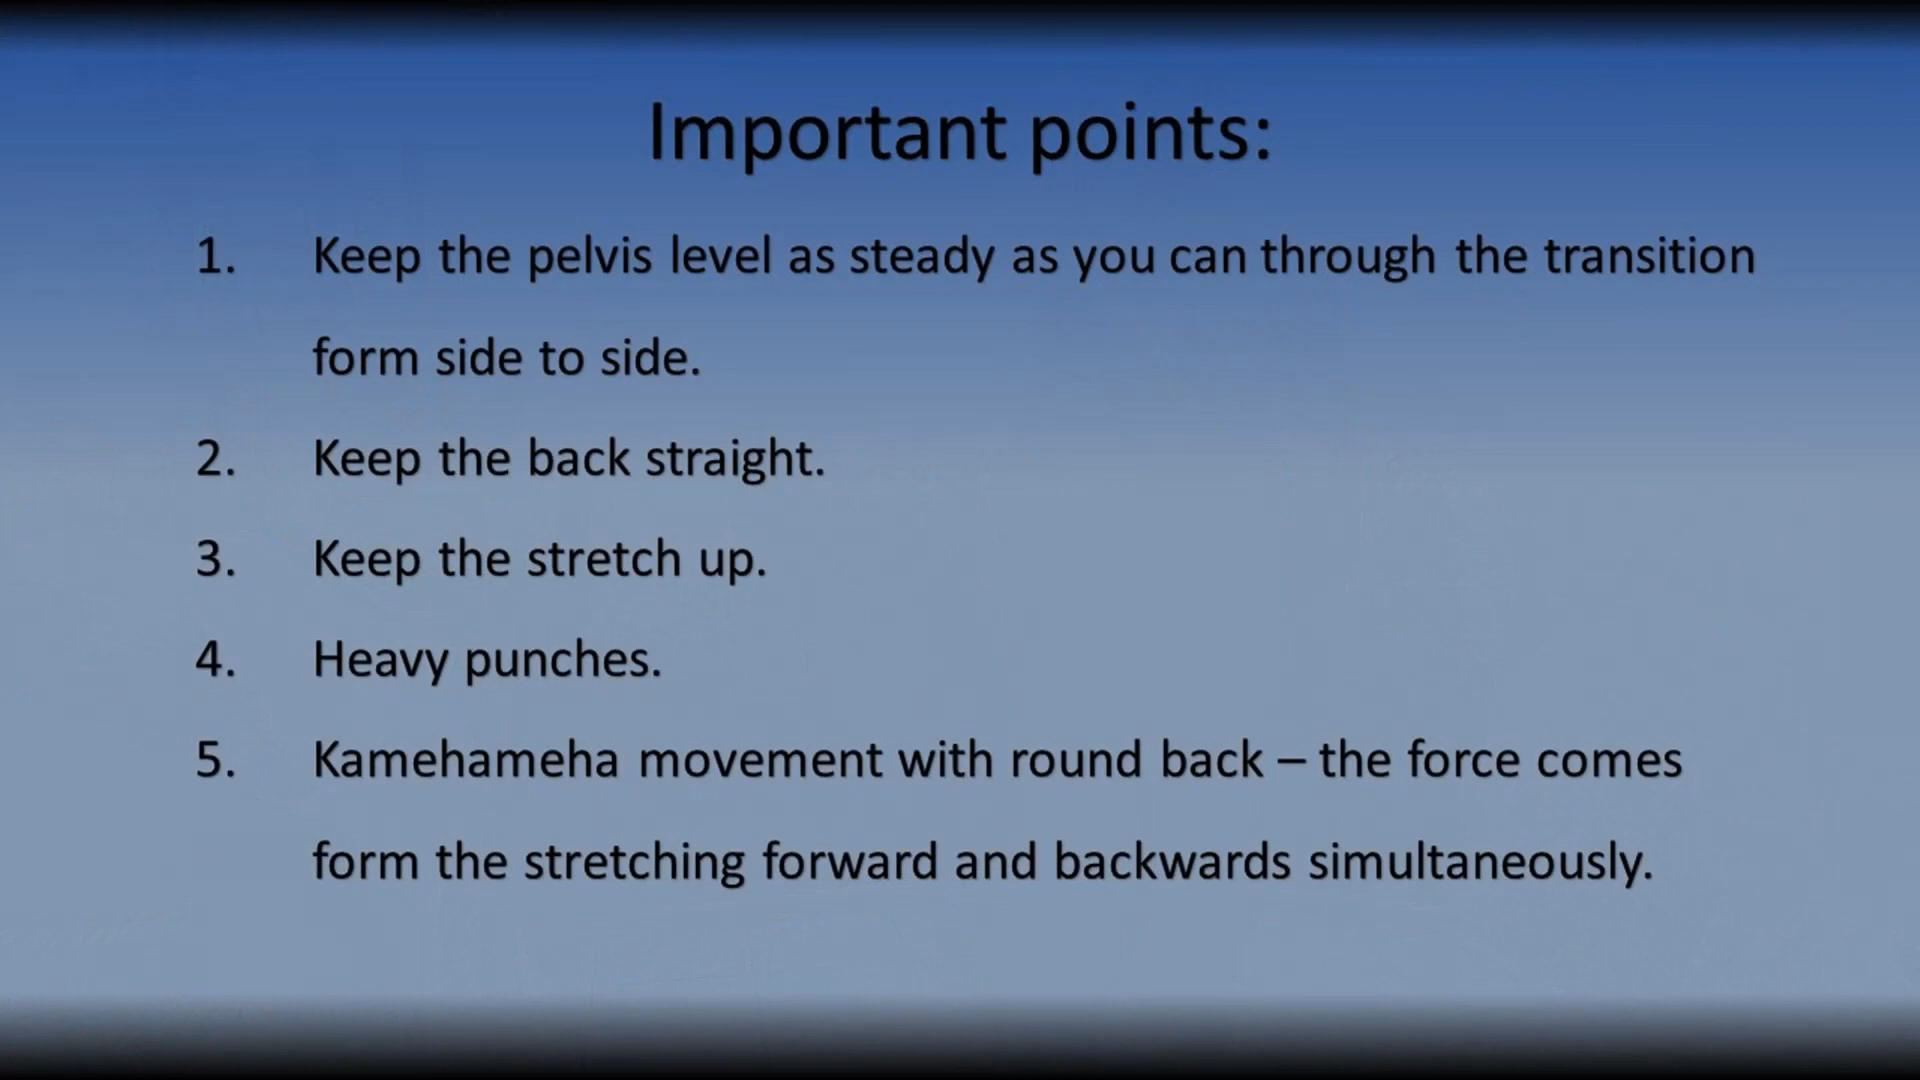 Important points:
1. Keep the pelvis level as steady as you can through the transition
form side to side.
2. Keep the back straight.
3. Keep the stretch up.
4. Heavy punches.
5. Kamehameha movement with round back – the force comes
form the stretching forward and backwards simultaneously.